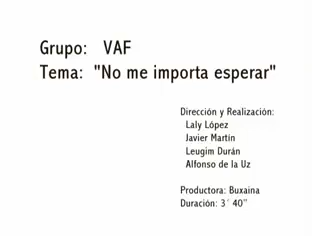 Grupo: VAF
Tema: "No me importa esperar"
Dirección y Realización:
Laly López
Javier Martín
Leugim Durán
Alfonso de la Uz
Productora: Buxaina
Duración: 3´ 40"